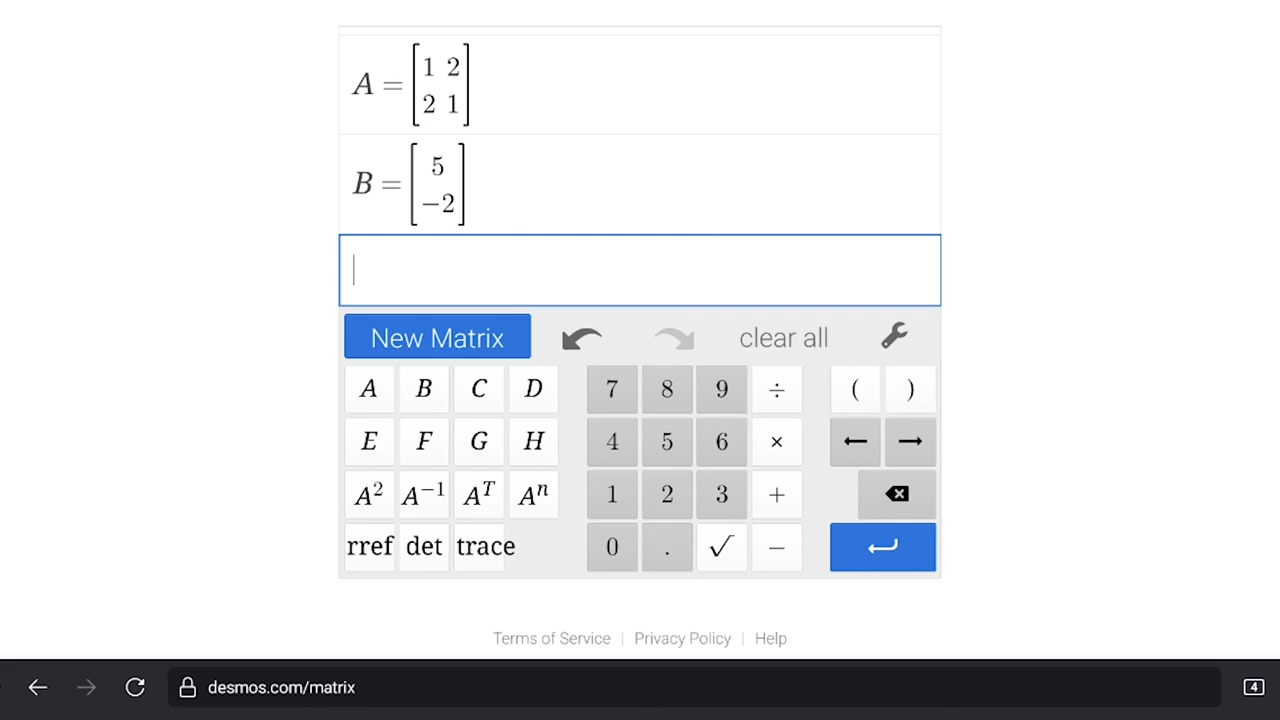 A = [1 2
2 1]
B = [5
−2]
New Matrix clear all
A B C D 7 8 9 ÷ ( )
E F G H 4 5 6 × ← →
A² A⁻¹ Aᵀ Aⁿ 1 2 3 +
rref det trace 0 . √ −
Terms of Service | Privacy Policy | Help
desmos.com/matrix 4